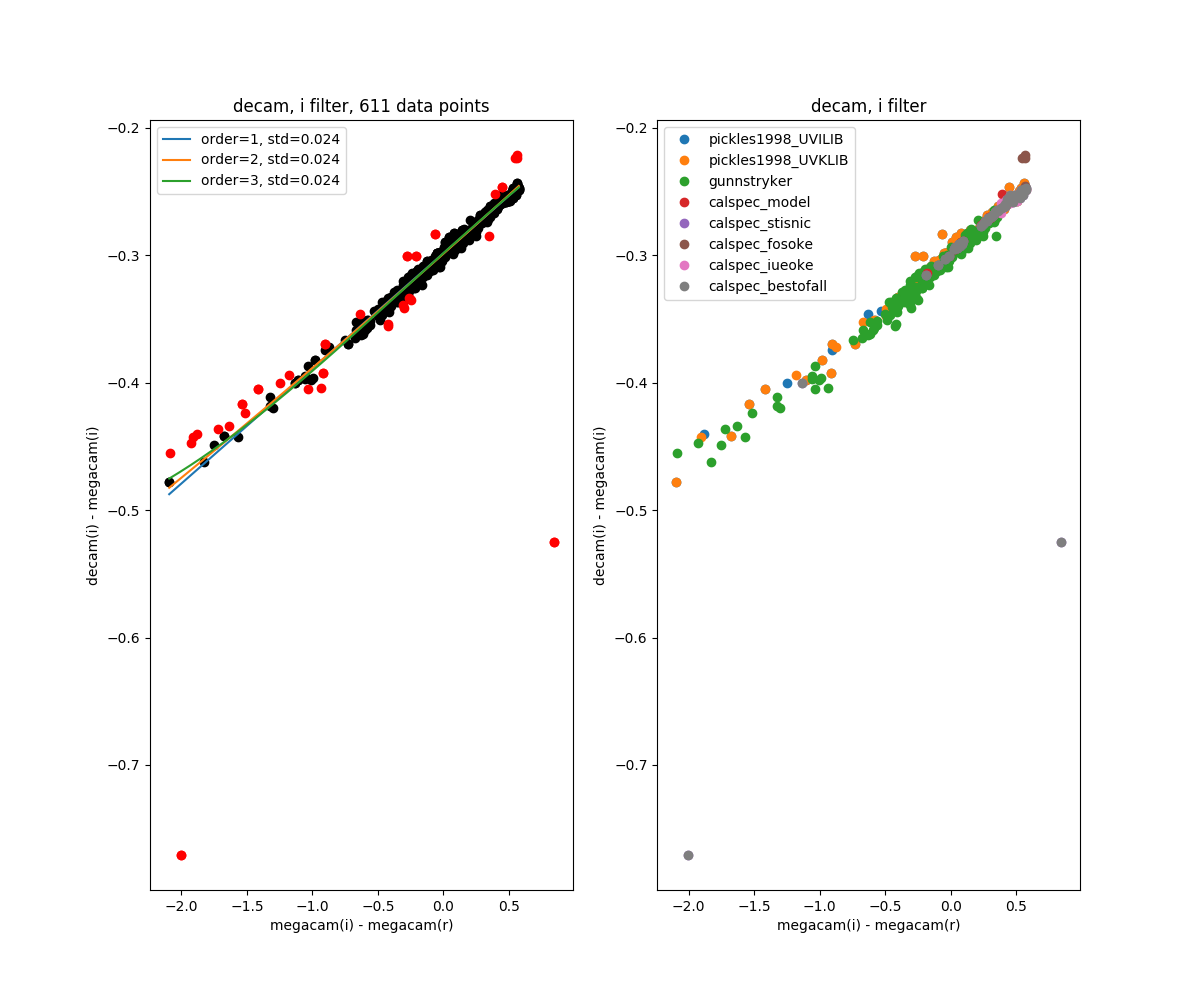 decam, i filter, 611 data points
order=1, std=0.024
order=2, std=0.024
order=3, std=0.024
−0.2
−0.3
−0.4
−0.5
−0.6
−0.7
decam(i) - megacam(i)
−2.0
−1.5
−1.0
−0.5
0.0
0.5
megacam(i) - megacam(r)
decam, i filter
pickles1998_UVILIB
pickles1998_UVKLIB
gunnstryker
calspec_model
calspec_stisnic
calspec_fosoke
calspec_iueoke
calspec_bestofall
−0.2
−0.3
−0.4
−0.5
−0.6
−0.7
decam(i) - megacam(i)
−2.0
−1.5
−1.0
−0.5
0.0
0.5
megacam(i) - megacam(r)